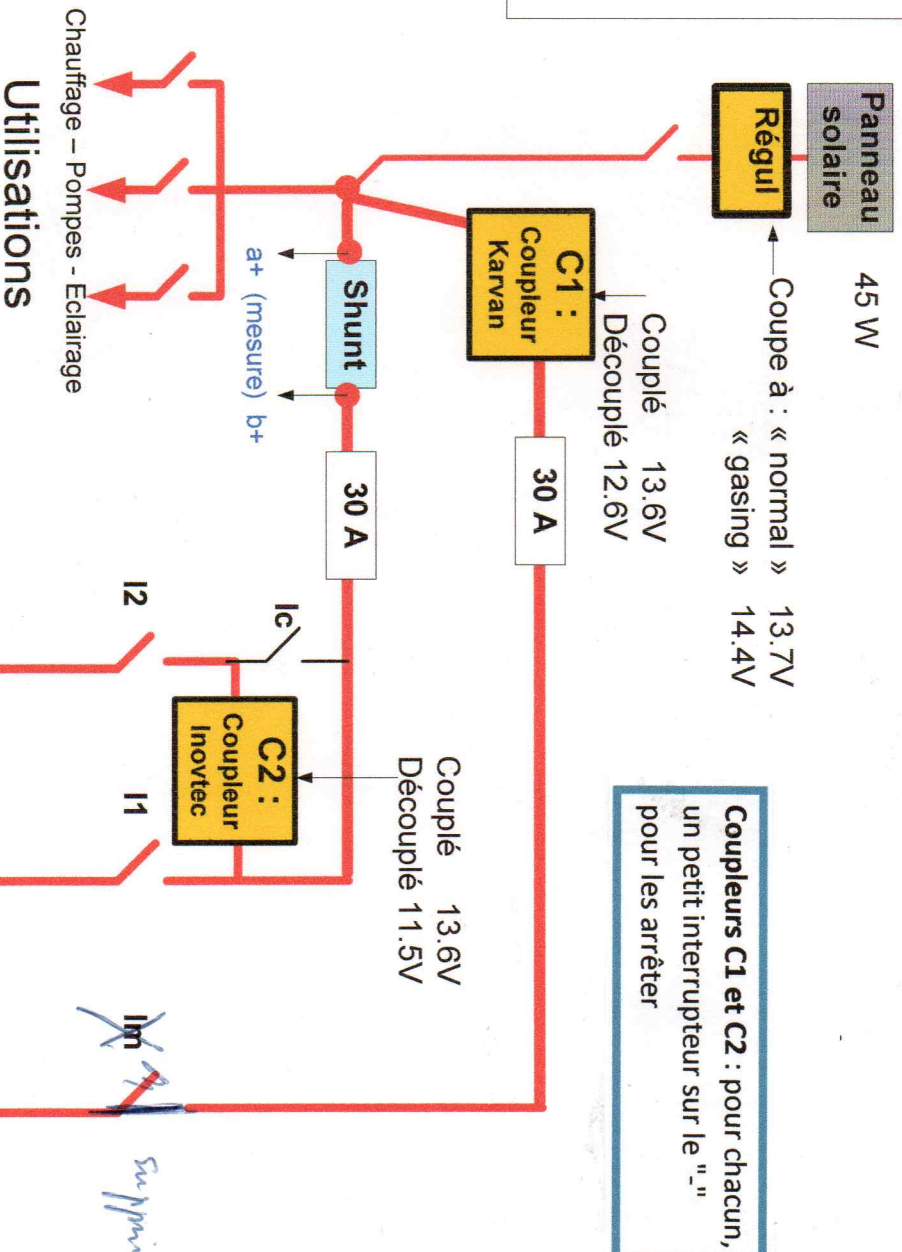 Panneau
solaire
45 W
Régul
Coupe à : « normal » 13.7V
« gasing » 14.4V
C1 :
Coupleur
Karvan
Couplé 13.6V
Découplé 12.6V
30 A
Coupleurs C1 et C2 : pour chacun,
un petit interrupteur sur le "-"
pour les arrêter
Shunt
a+ (mesure) b+
30 A
Ic
C2 :
Coupleur
Inovtec
Couplé 13.6V
Découplé 11.5V
I2
I1
Im
Chauffage – Pompes - Eclairage
Utilisations